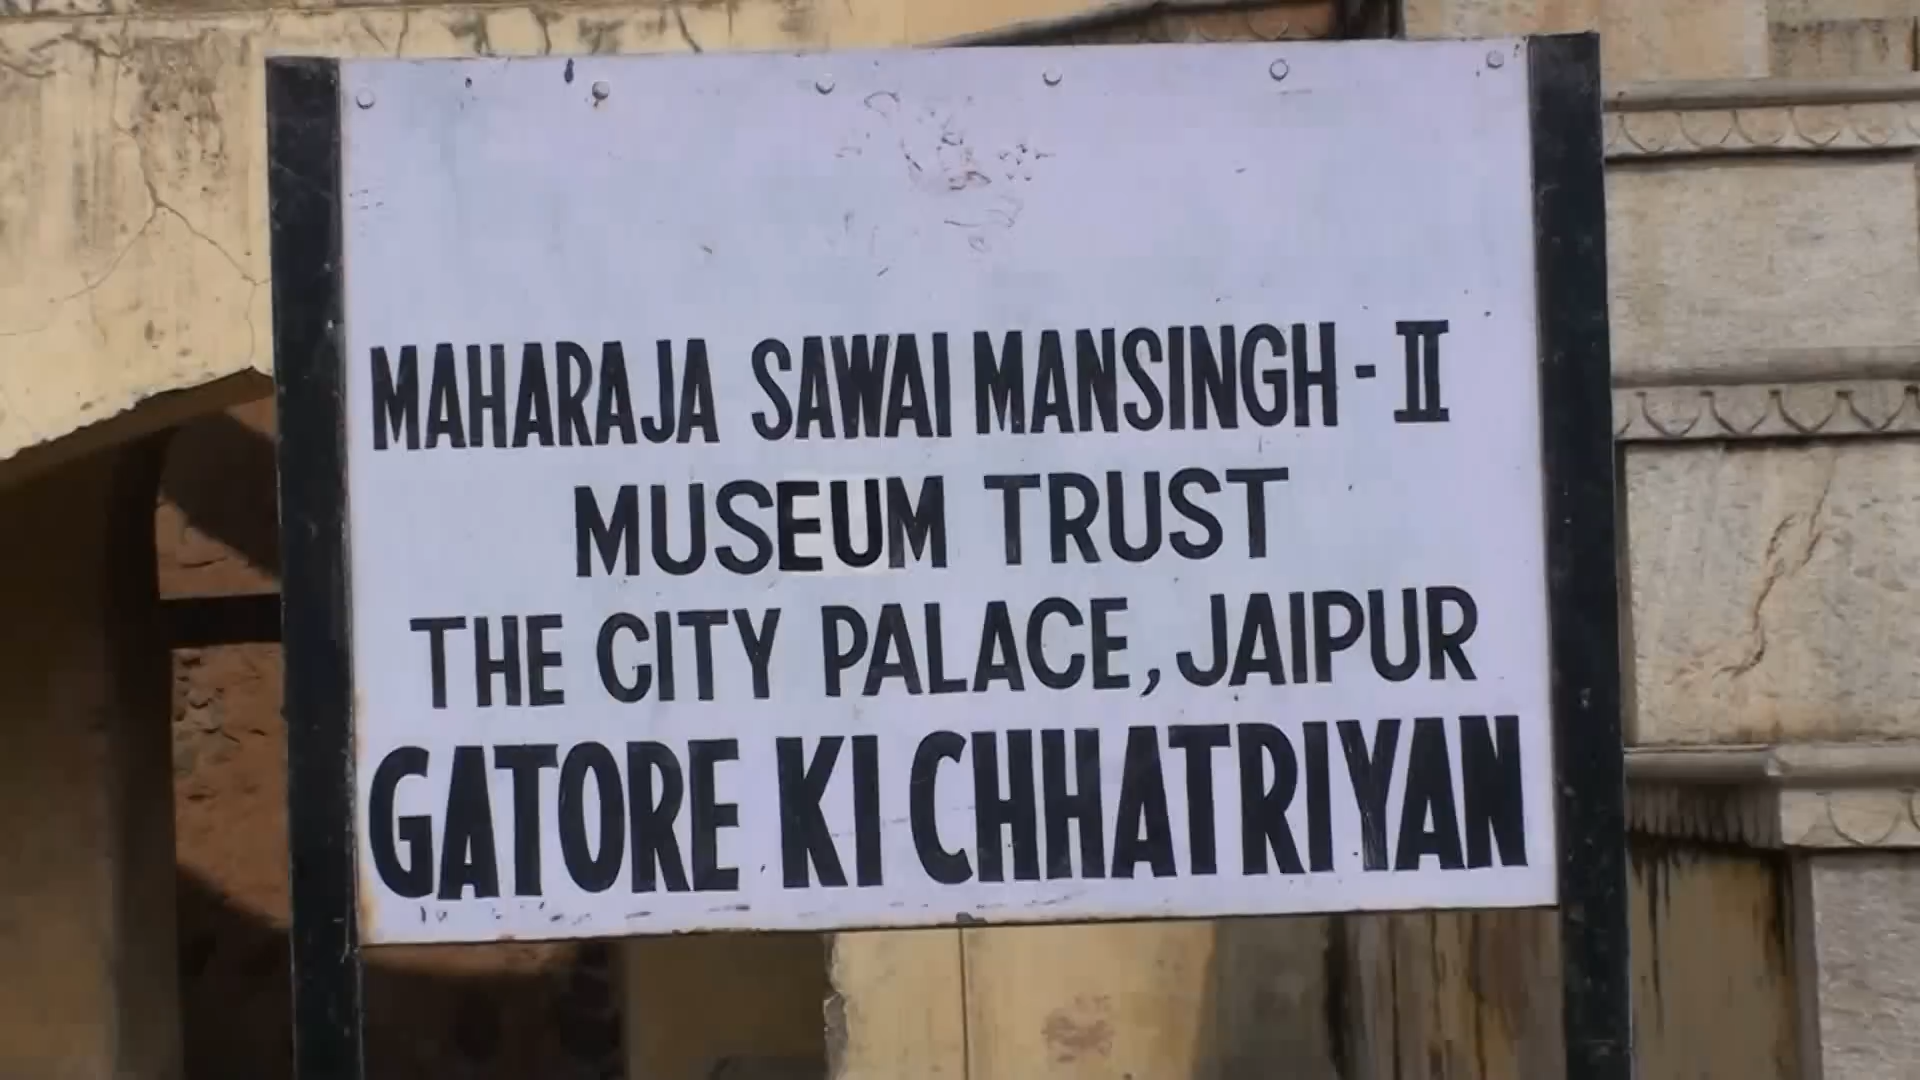 MAHARAJA SAWAI MANSINGH - II
MUSEUM TRUST
THE CITY PALACE, JAIPUR
GATORE KI CHHATRIYAN